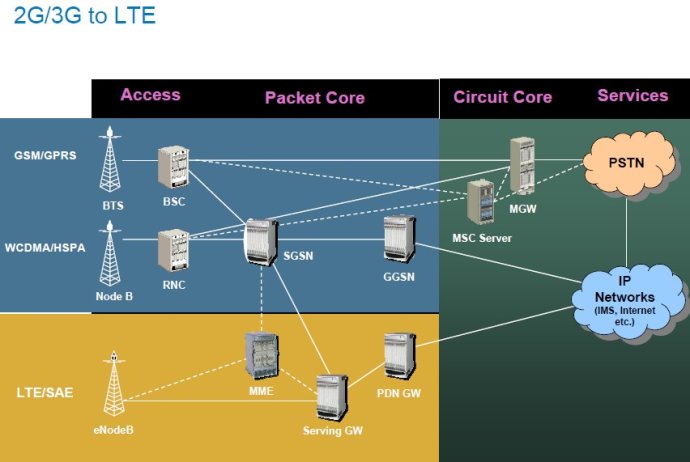 2G/3G to LTE
Access
Packet Core
Circuit Core
Services
GSM/GPRS
BTS
BSC
MGW
PSTN
MSC Server
WCDMA/HSPA
Node B
RNC
SGSN
GGSN
IP
Networks
(IMS, Internet
etc.)
LTE/SAE
eNodeB
MME
Serving GW
PDN GW